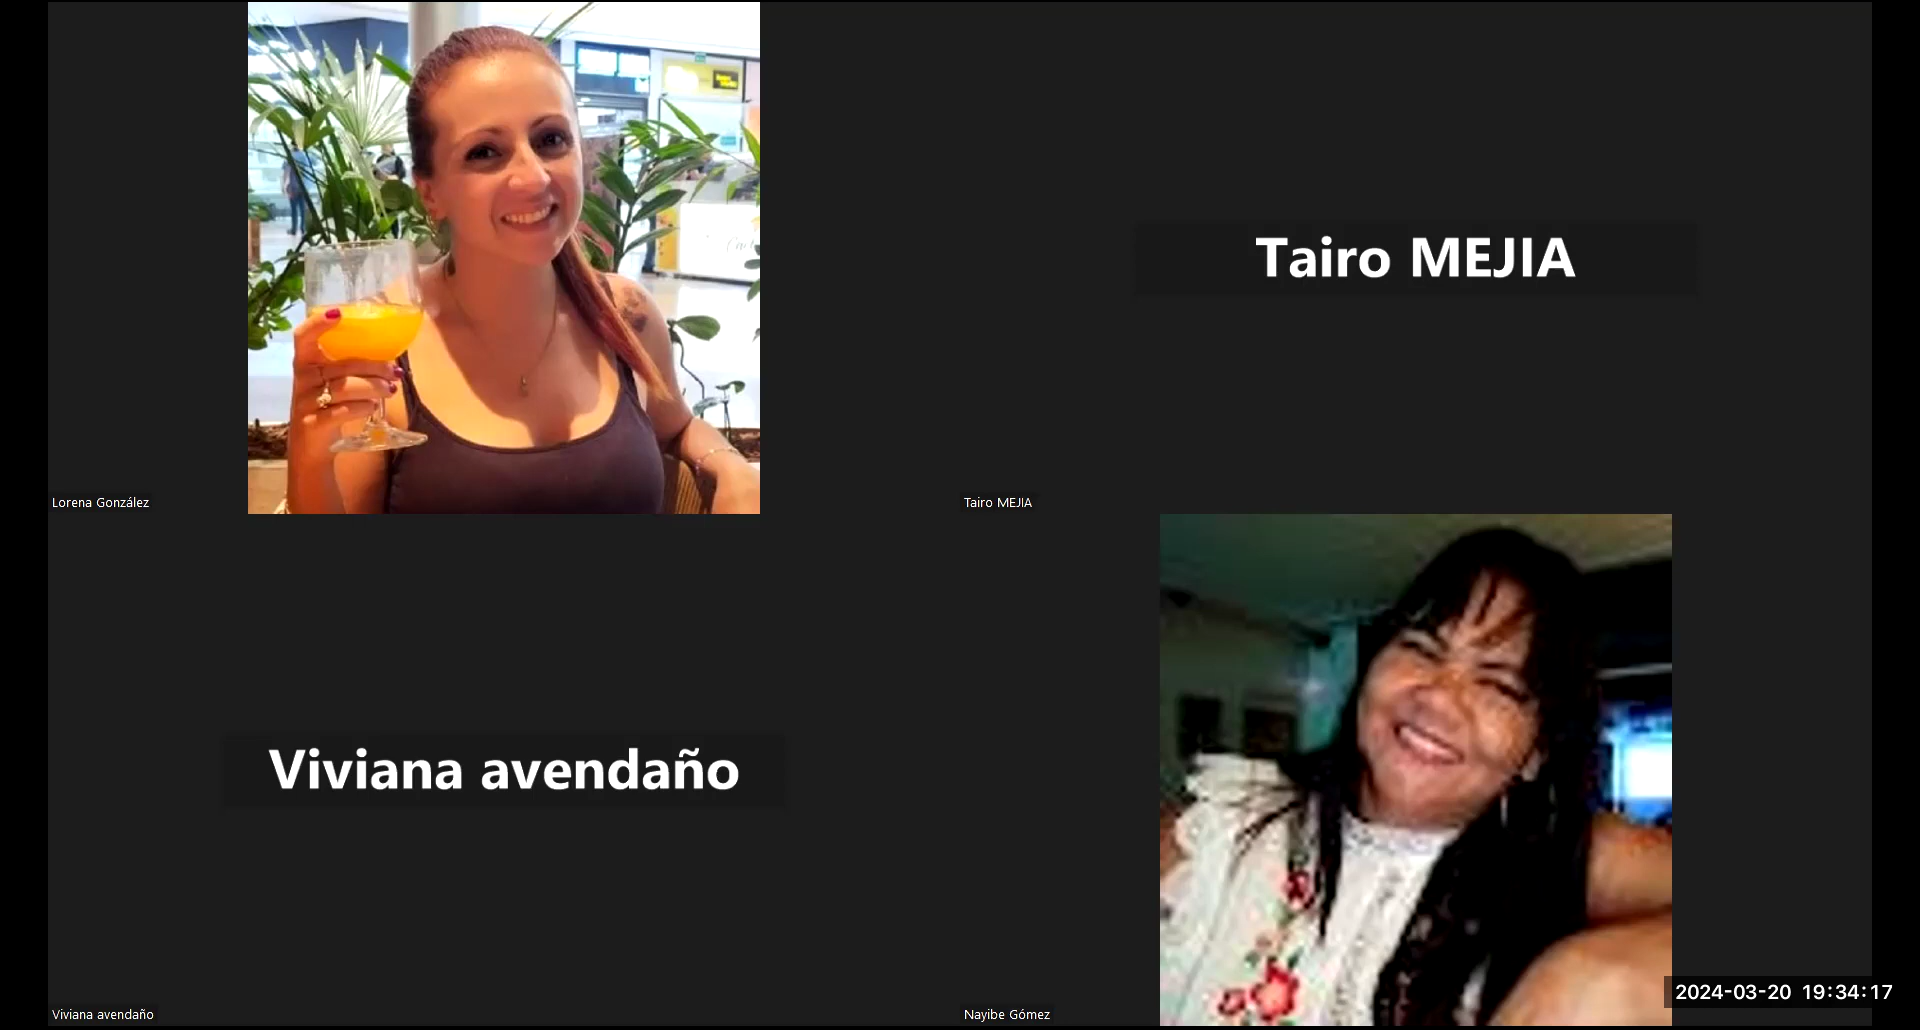 Tairo MEJIA
Lorena González
Tairo MEJIA
Viviana avendaño
Viviana avendaño
Nayibe Gómez
2024-03-20 19:34:17